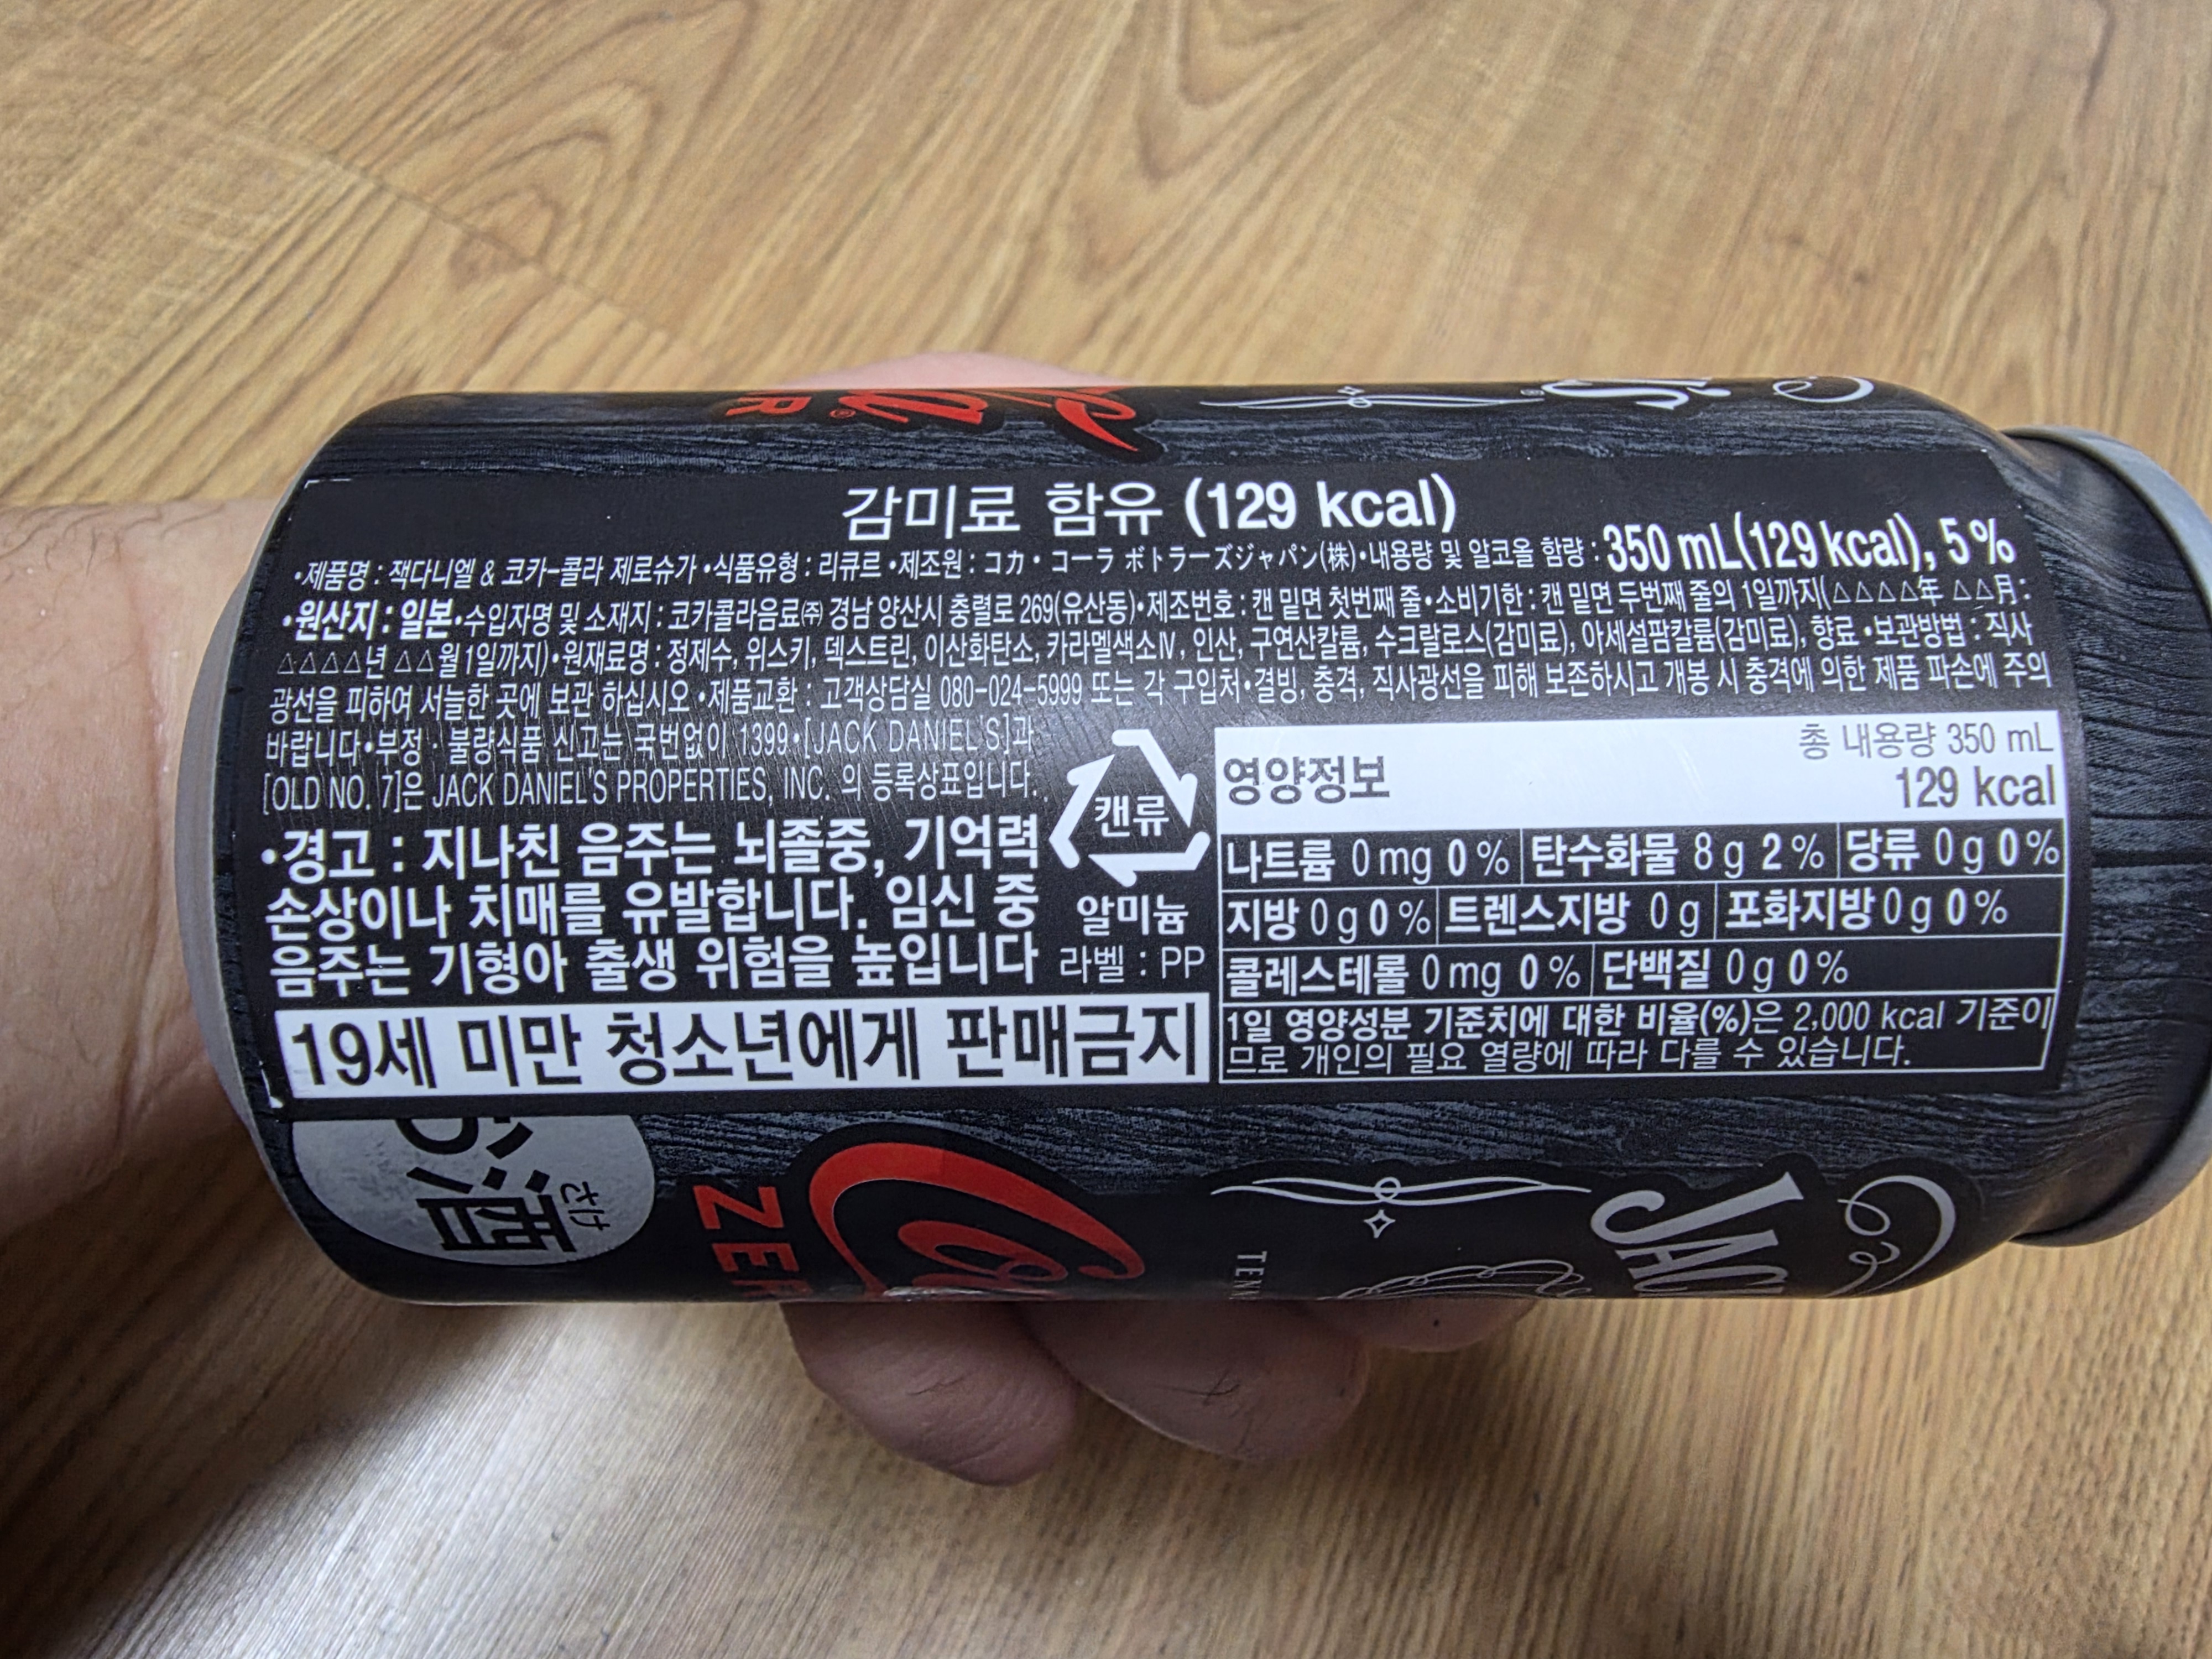 감미료 함유 (129 kcal)
•제품명 : 잭다니엘 & 코카-콜라 제로슈가 •식품유형 : 리큐르 •제조원 : コカ・コーラ ボトラーズジャパン(株)•내용량 및 알코올 함량 : 350 mL(129 kcal), 5 %
•원산지 : 일본•수입자명 및 소재지 : 코카콜라음료㈜ 경남 양산시 충렬로 269(유산동)•제조번호 : 캔 밑면 첫번째 줄•소비기한 : 캔 밑면 두번째 줄의 1일까지(△△△△年 △△月 :
△△△△년 △△월 1일까지)•원재료명 : 정제수, 위스키, 덱스트린, 이산화탄소, 카라멜색소Ⅳ, 인산, 구연산칼륨, 수크랄로스(감미료), 아세설팜칼륨(감미료), 향료 •보관방법 : 직사
광선을 피하여 서늘한 곳에 보관 하십시오 •제품교환 : 고객상담실 080-024-5999 또는 각 구입처•결빙, 충격, 직사광선을 피해 보존하시고 개봉 시 충격에 의한 제품 파손에 주의
바랍니다•부정 · 불량식품 신고는 국번없이 1399•[JACK DANIEL'S]과
[OLD NO. 7]은 JACK DANIEL'S PROPERTIES, INC. 의 등록상표입니다.
•경고 : 지나친 음주는 뇌졸중, 기억력
손상이나 치매를 유발합니다. 임신 중
음주는 기형아 출생 위험을 높입니다
19세 미만 청소년에게 판매금지
캔류
알미늄
라벨 : PP
영양정보
총 내용량 350 mL
129 kcal
나트륨 0 mg 0 % 탄수화물 8 g 2 % 당류 0 g 0 %
지방 0 g 0 % 트렌스지방 0 g 포화지방 0 g 0 %
콜레스테롤 0 mg 0 % 단백질 0 g 0 %
1일 영양성분 기준치에 대한 비율(%)은 2,000 kcal 기준이
므로 개인의 필요 열량에 따라 다를 수 있습니다.
酒
さけ